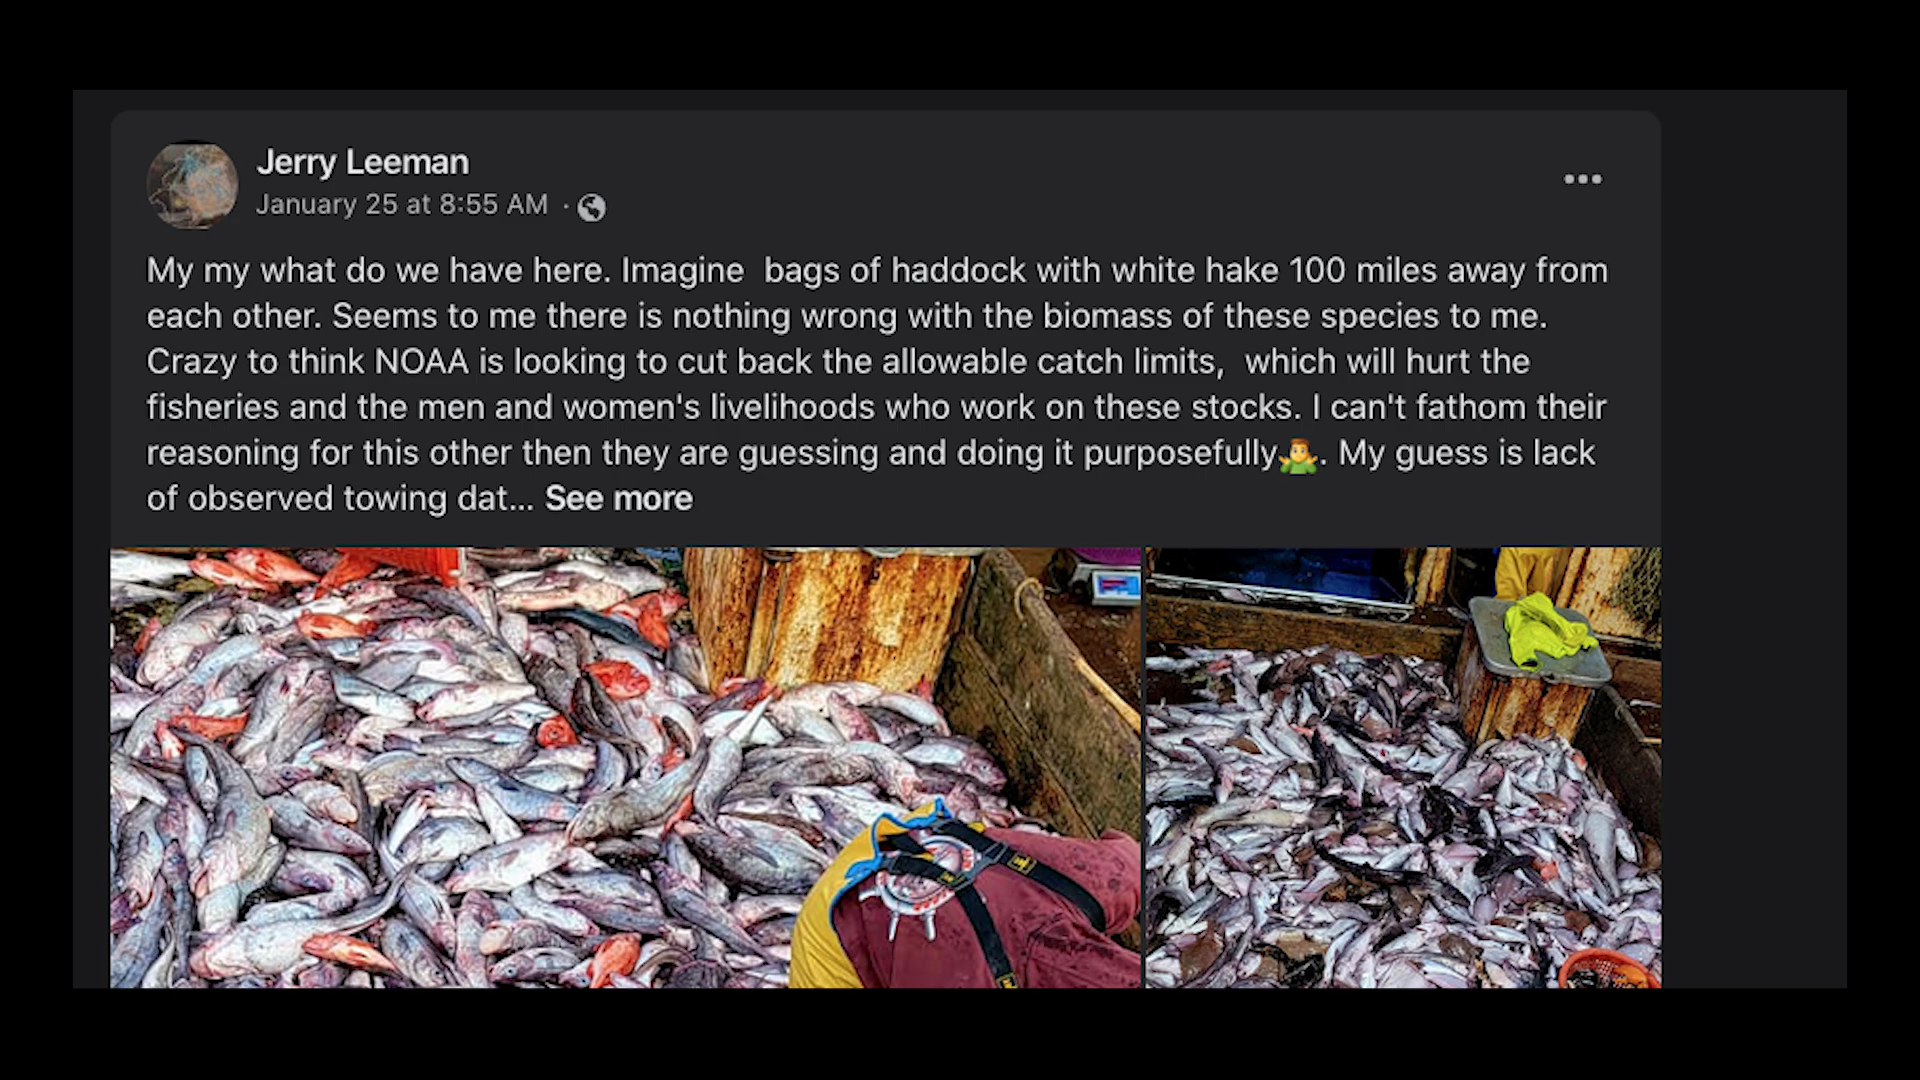 Jerry Leeman
January 25 at 8:55 AM ·
My my what do we have here. Imagine  bags of haddock with white hake 100 miles away from
each other. Seems to me there is nothing wrong with the biomass of these species to me.
Crazy to think NOAA is looking to cut back the allowable catch limits,  which will hurt the
fisheries and the men and women's livelihoods who work on these stocks. I can't fathom their
reasoning for this other then they are guessing and doing it purposefully🤷‍♂️. My guess is lack
of observed towing dat... See more